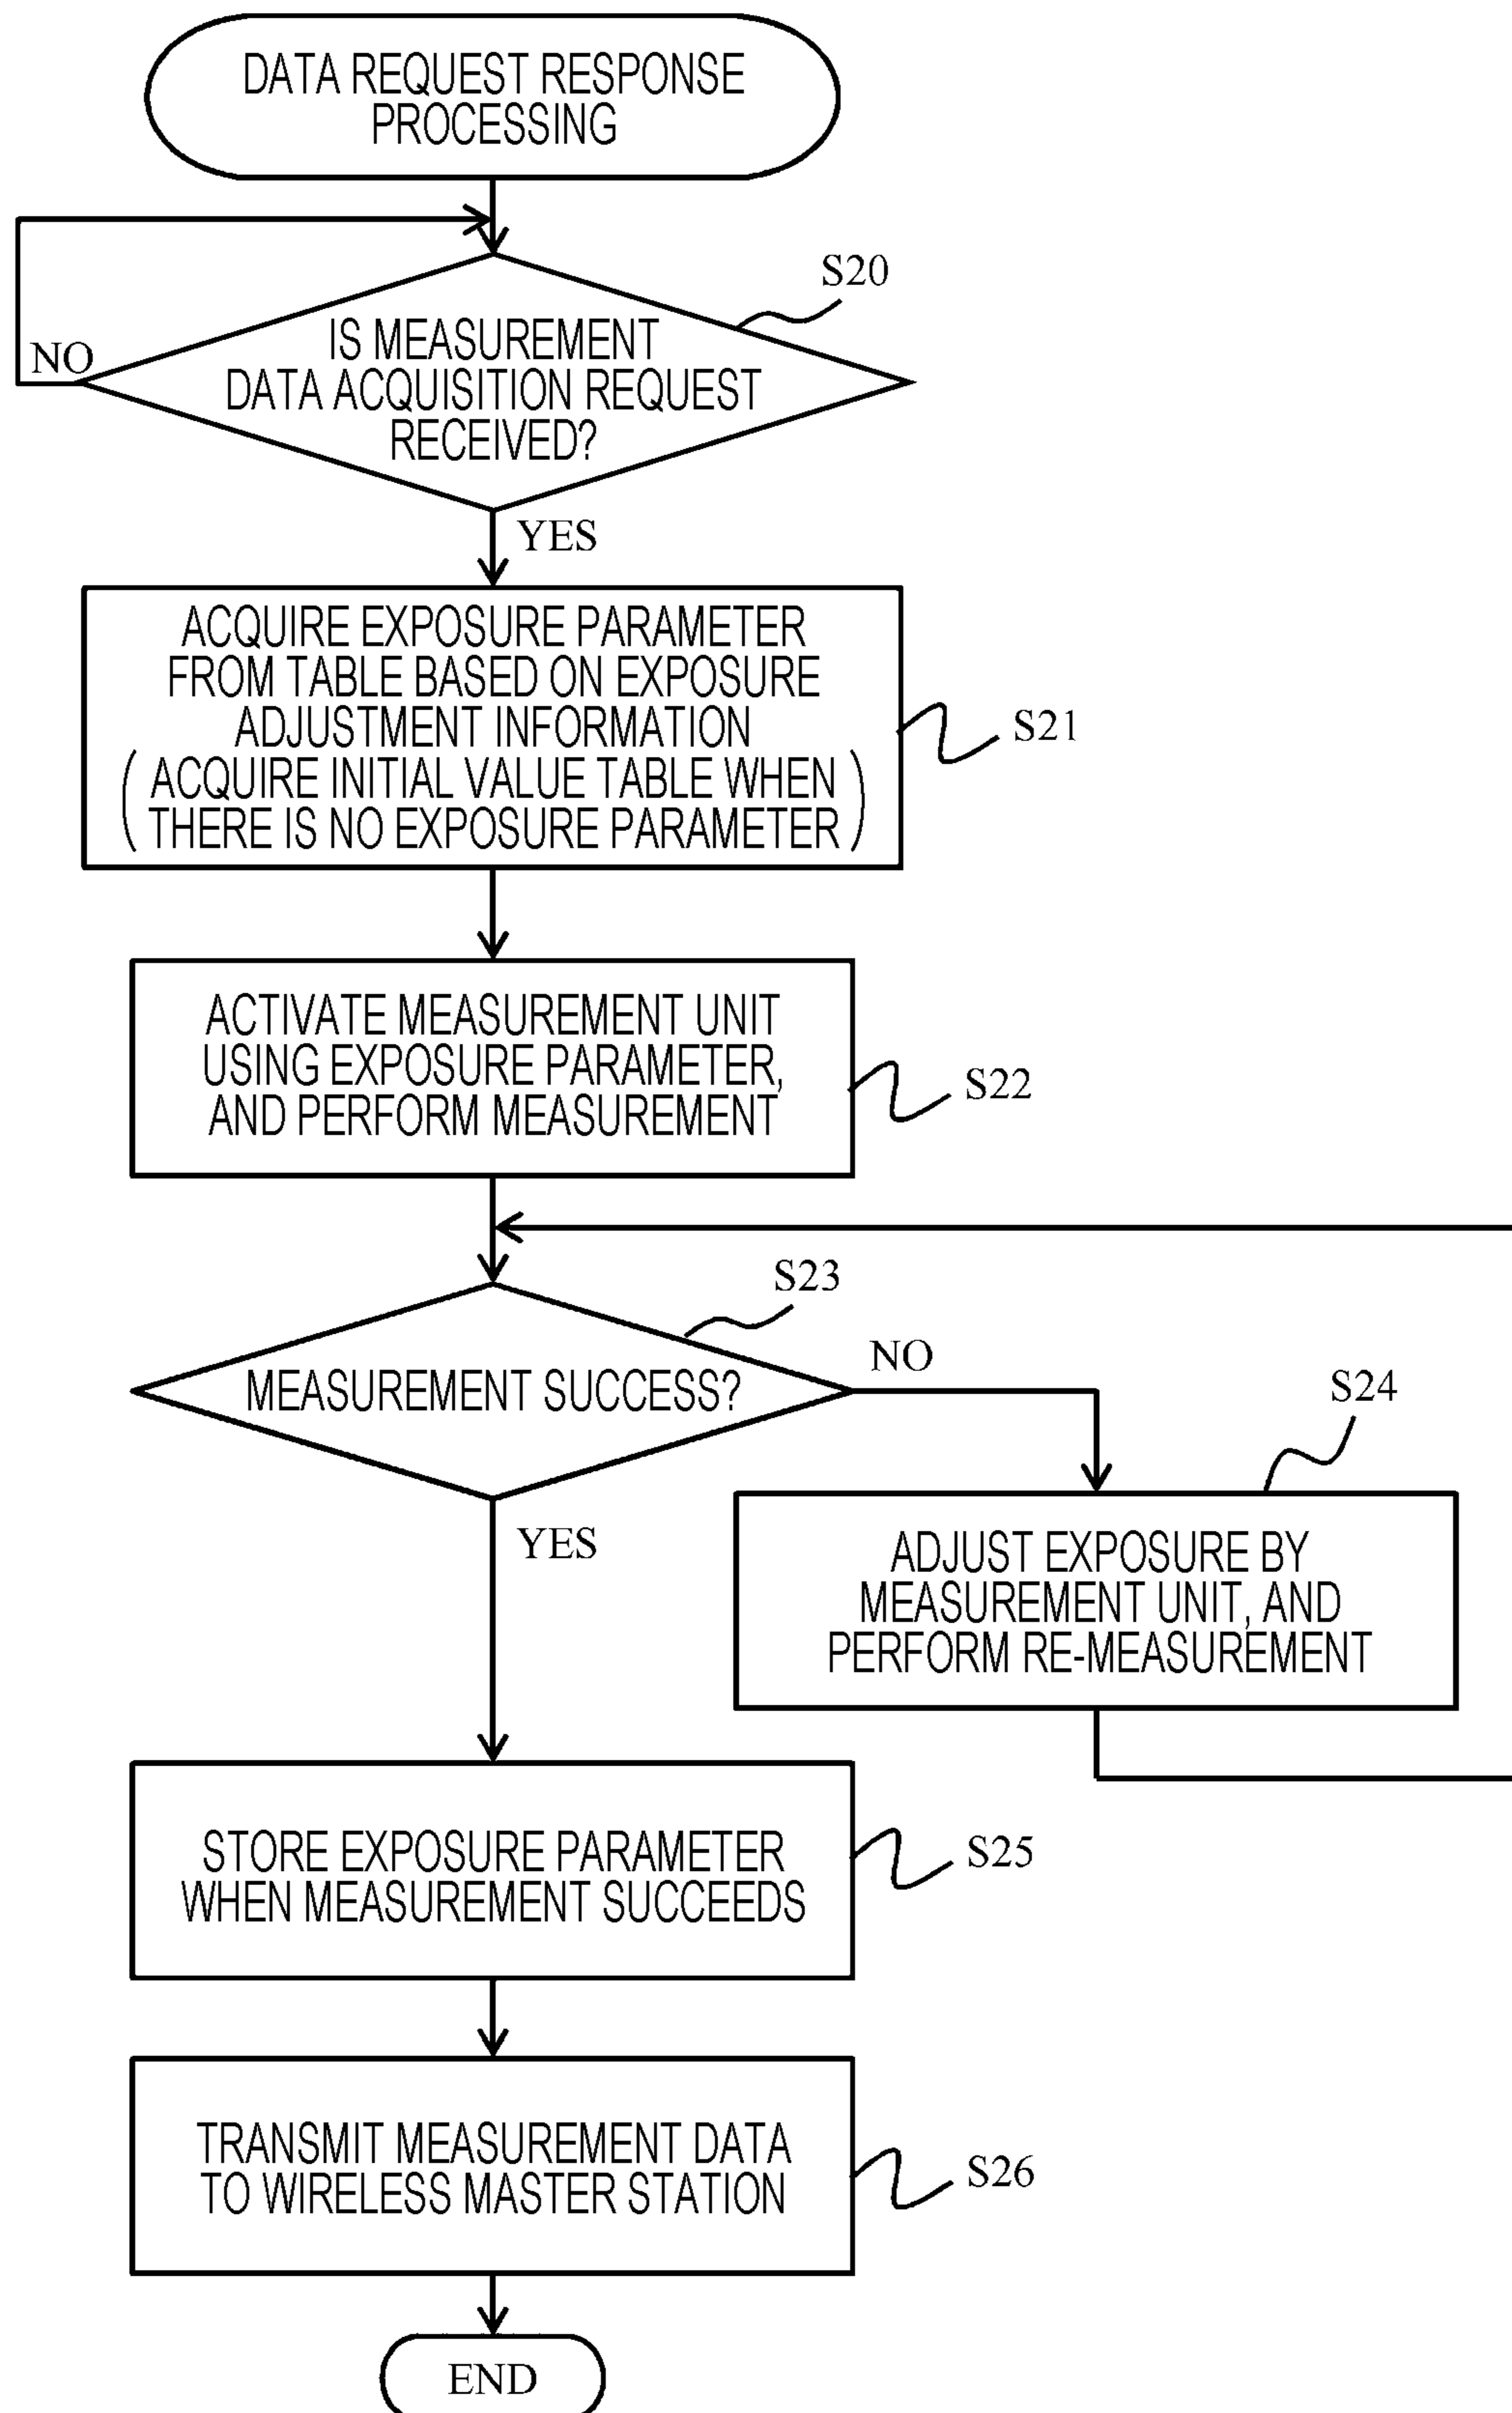 DATA REQUEST RESPONSE
PROCESSING
S20
IS MEASUREMENT
DATA ACQUISITION REQUEST
RECEIVED?
NO
YES
ACQUIRE EXPOSURE PARAMETER
FROM TABLE BASED ON EXPOSURE
ADJUSTMENT INFORMATION
(ACQUIRE INITIAL VALUE TABLE WHEN
THERE IS NO EXPOSURE PARAMETER)
S21
ACTIVATE MEASUREMENT UNIT
USING EXPOSURE PARAMETER,
AND PERFORM MEASUREMENT
S22
S23
MEASUREMENT SUCCESS?
NO
YES
S24
ADJUST EXPOSURE BY
MEASUREMENT UNIT, AND
PERFORM RE-MEASUREMENT
STORE EXPOSURE PARAMETER
WHEN MEASUREMENT SUCCEEDS
S25
TRANSMIT MEASUREMENT DATA
TO WIRELESS MASTER STATION
S26
END